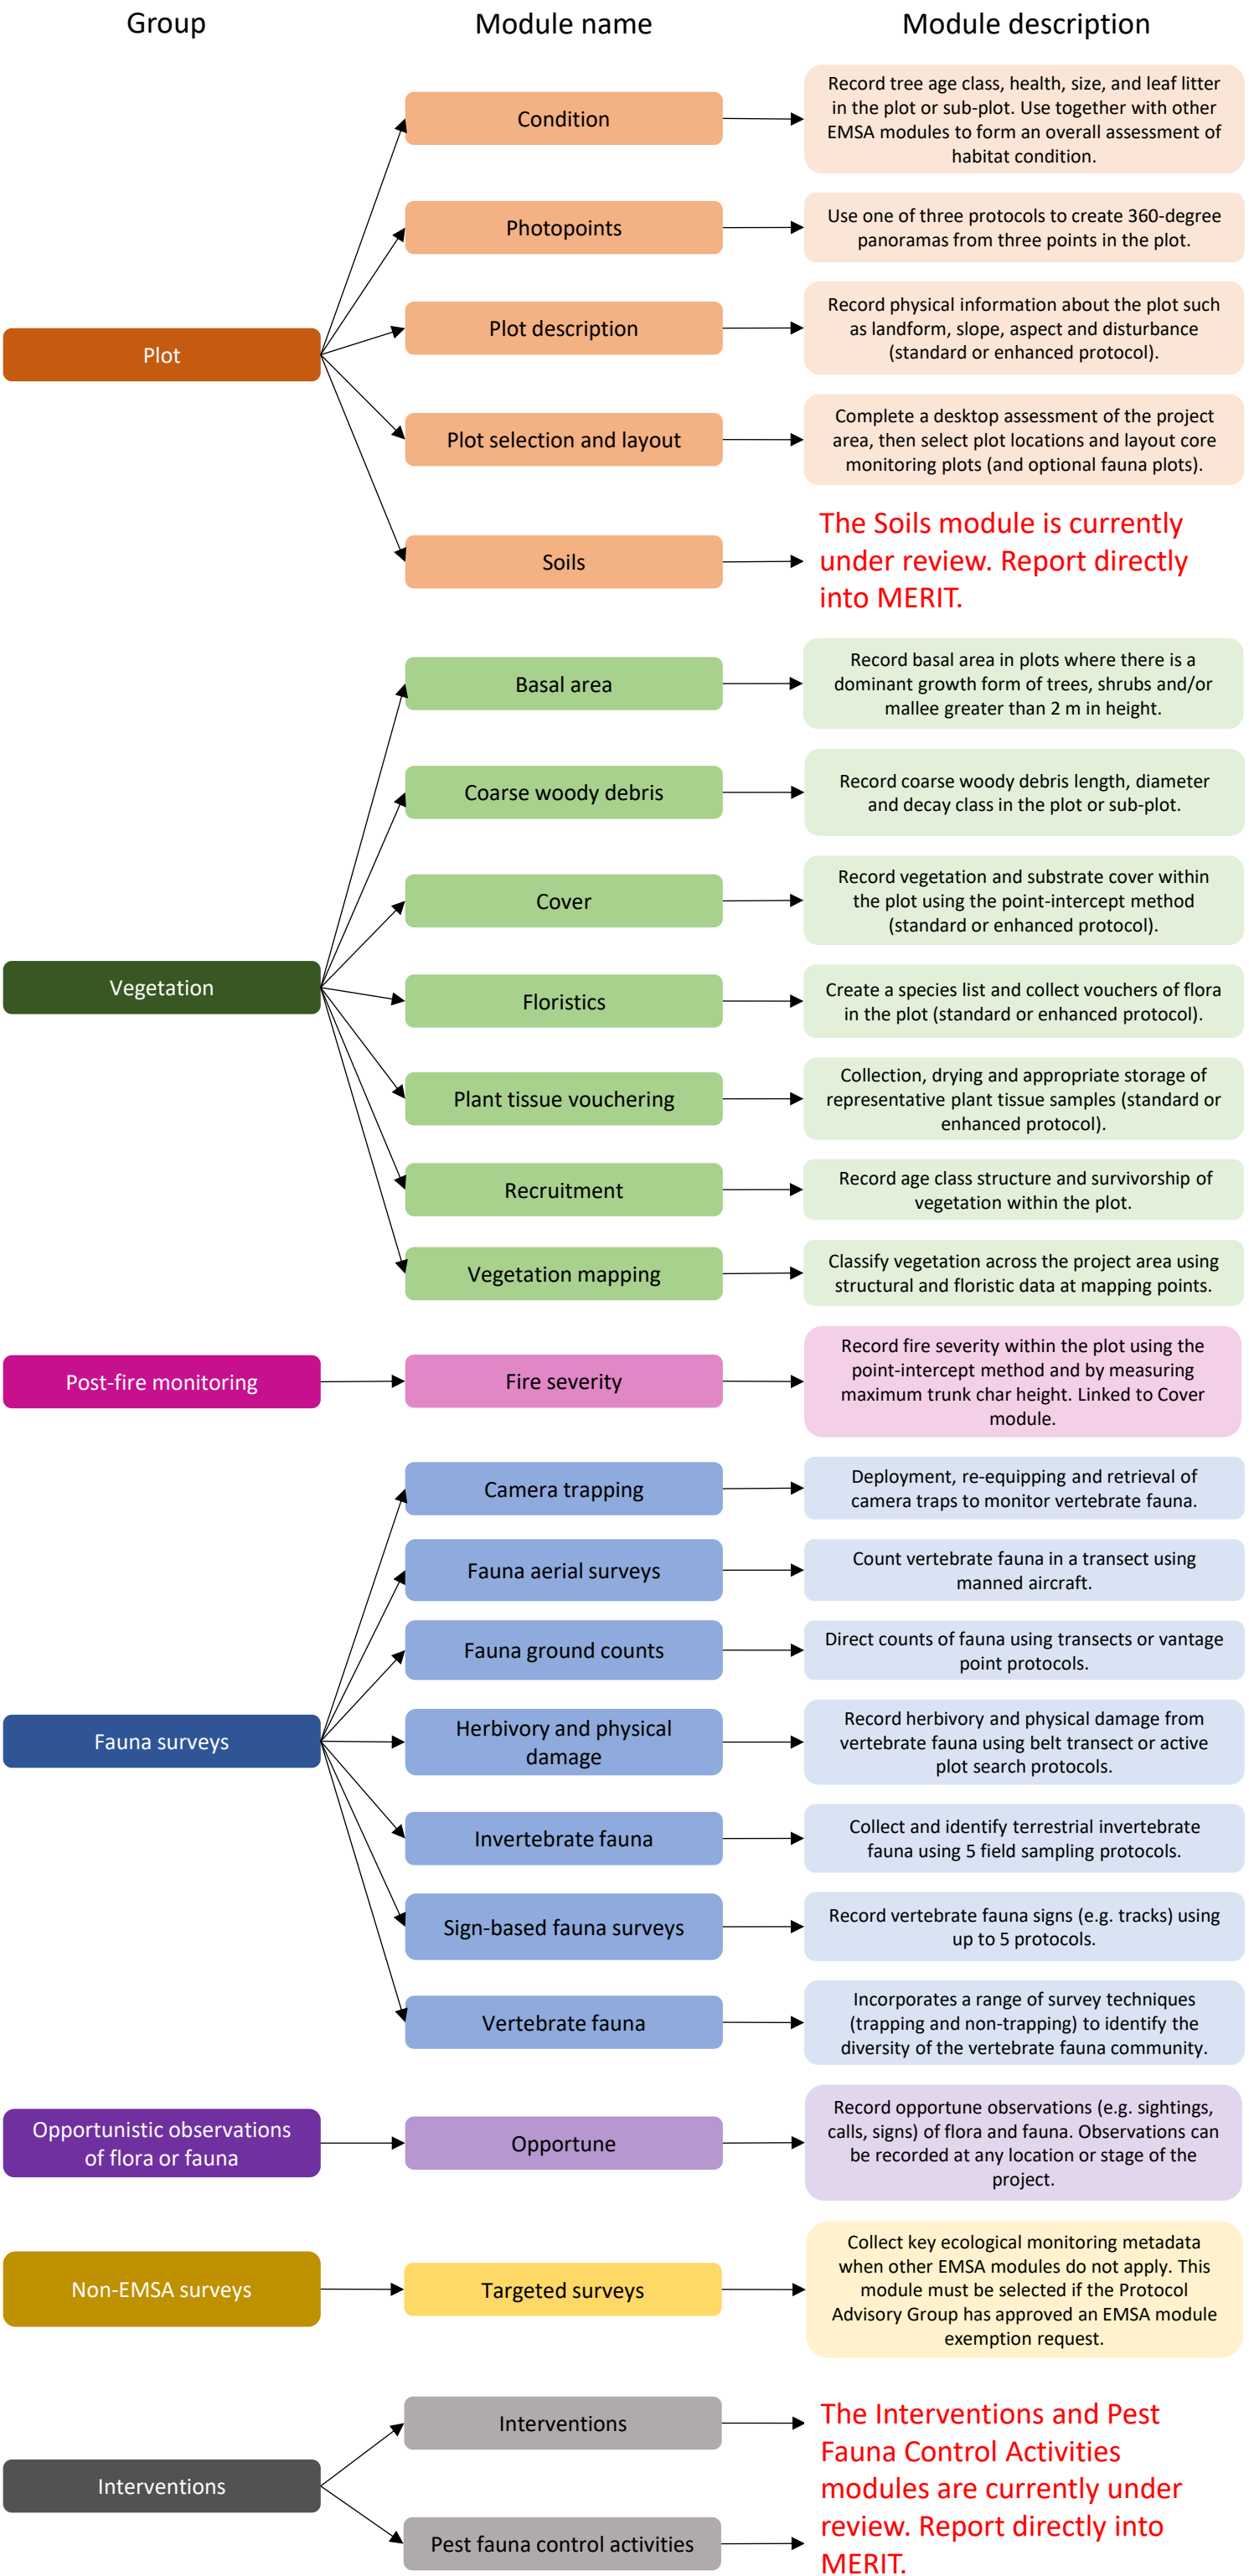 Group
Module name
Module description
Plot
Condition
Record tree age class, health, size, and leaf litter
in the plot or sub-plot. Use together with other
EMSA modules to form an overall assessment of
habitat condition.
Photopoints
Use one of three protocols to create 360-degree
panoramas from three points in the plot.
Plot description
Record physical information about the plot such
as landform, slope, aspect and disturbance
(standard or enhanced protocol).
Plot selection and layout
Complete a desktop assessment of the project
area, then select plot locations and layout core
monitoring plots (and optional fauna plots).
Soils
The Soils module is currently
under review. Report directly
into MERIT.
Vegetation
Basal area
Record basal area in plots where there is a
dominant growth form of trees, shrubs and/or
mallee greater than 2 m in height.
Coarse woody debris
Record coarse woody debris length, diameter
and decay class in the plot or sub-plot.
Cover
Record vegetation and substrate cover within
the plot using the point-intercept method
(standard or enhanced protocol).
Floristics
Create a species list and collect vouchers of flora
in the plot (standard or enhanced protocol).
Plant tissue vouchering
Collection, drying and appropriate storage of
representative plant tissue samples (standard or
enhanced protocol).
Recruitment
Record age class structure and survivorship of
vegetation within the plot.
Vegetation mapping
Classify vegetation across the project area using
structural and floristic data at mapping points.
Post-fire monitoring
Fire severity
Record fire severity within the plot using the
point-intercept method and by measuring
maximum trunk char height. Linked to Cover
module.
Fauna surveys
Camera trapping
Deployment, re-equipping and retrieval of
camera traps to monitor vertebrate fauna.
Fauna aerial surveys
Count vertebrate fauna in a transect using
manned aircraft.
Fauna ground counts
Direct counts of fauna using transects or vantage
point protocols.
Herbivory and physical
damage
Record herbivory and physical damage from
vertebrate fauna using belt transect or active
plot search protocols.
Invertebrate fauna
Collect and identify terrestrial invertebrate
fauna using 5 field sampling protocols.
Sign-based fauna surveys
Record vertebrate fauna signs (e.g. tracks) using
up to 5 protocols.
Vertebrate fauna
Incorporates a range of survey techniques
(trapping and non-trapping) to identify the
diversity of the vertebrate fauna community.
Opportunistic observations
of flora or fauna
Opportune
Record opportune observations (e.g. sightings,
calls, signs) of flora and fauna. Observations can
be recorded at any location or stage of the
project.
Non-EMSA surveys
Targeted surveys
Collect key ecological monitoring metadata
when other EMSA modules do not apply. This
module must be selected if the Protocol
Advisory Group has approved an EMSA module
exemption request.
Interventions
Interventions
Pest fauna control activities
The Interventions and Pest
Fauna Control Activities
modules are currently under
review. Report directly into
MERIT.